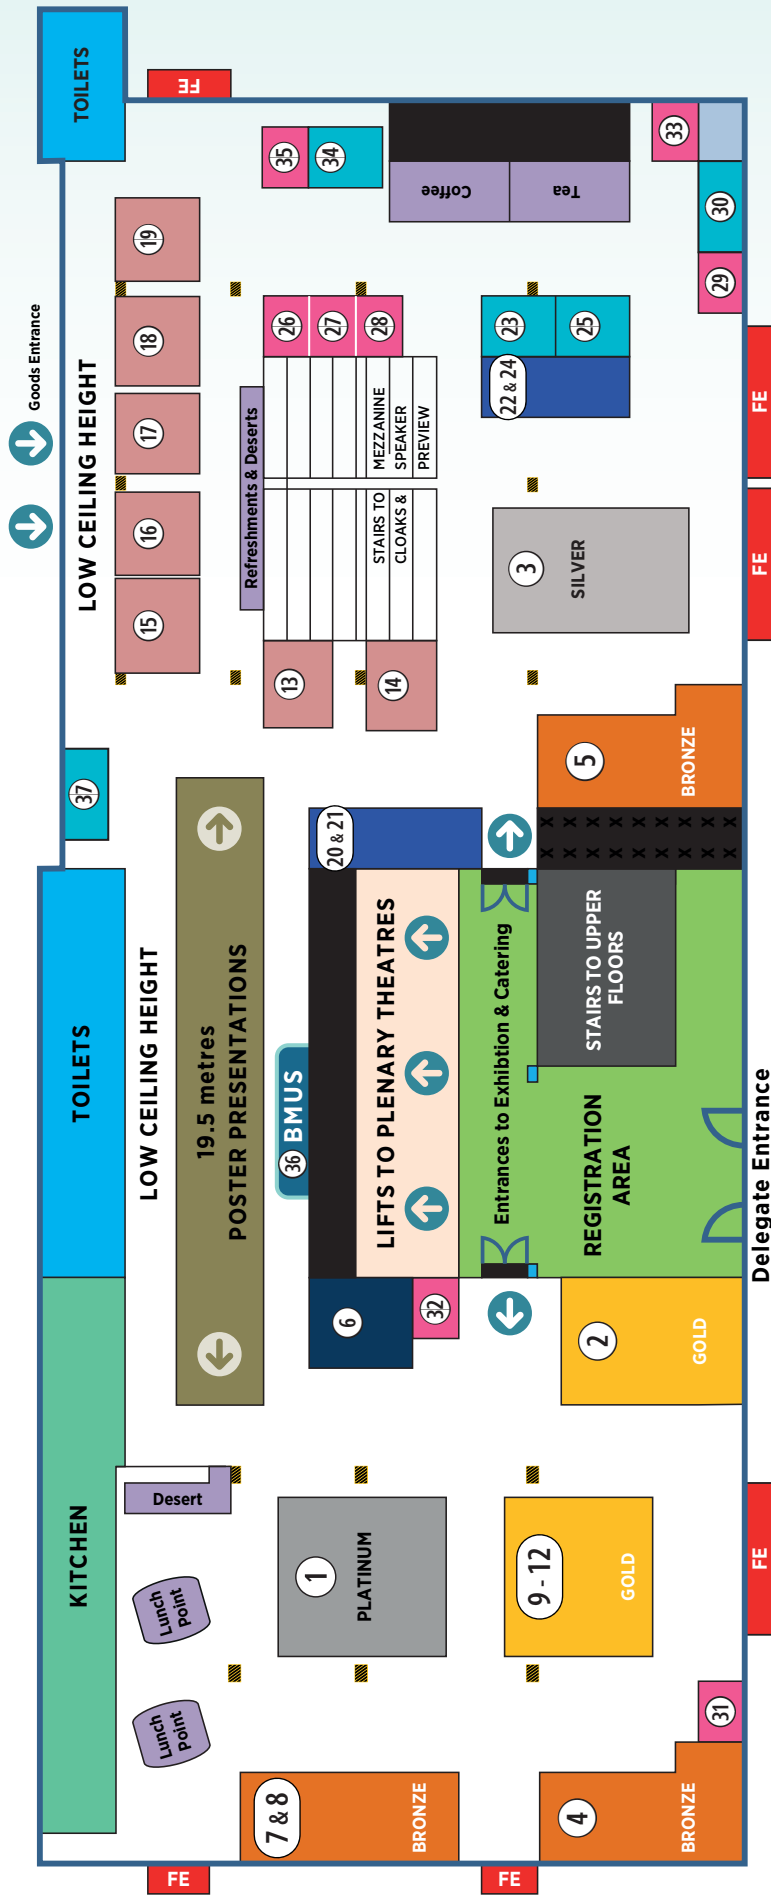 TOILETS
FE
35
34
Coffee
Tea
33
30
29
19
18
17
16
15
Goods Entrance
LOW CEILING HEIGHT
26
27
28
23
25
22 & 24
Refreshments & Deserts
MEZZANINE
SPEAKER
PREVIEW
STAIRS TO
CLOAKS &
13
14
3
SILVER
FE
FE
37
5
BRONZE
20 & 21
X X X X X X X X X
X X X X X X X X X
TOILETS
LOW CEILING HEIGHT
19.5 metres
POSTER PRESENTATIONS
36 BMUS
LIFTS TO PLENARY THEATRES
Entrances to Exhibtion & Catering
STAIRS TO UPPER
FLOORS
REGISTRATION
AREA
Delegate Entrance
6
32
2
GOLD
KITCHEN
Desert
Lunch
Point
Lunch
Point
1
PLATINUM
9 - 12
GOLD
FE
31
7 & 8
BRONZE
4
BRONZE
FE
FE